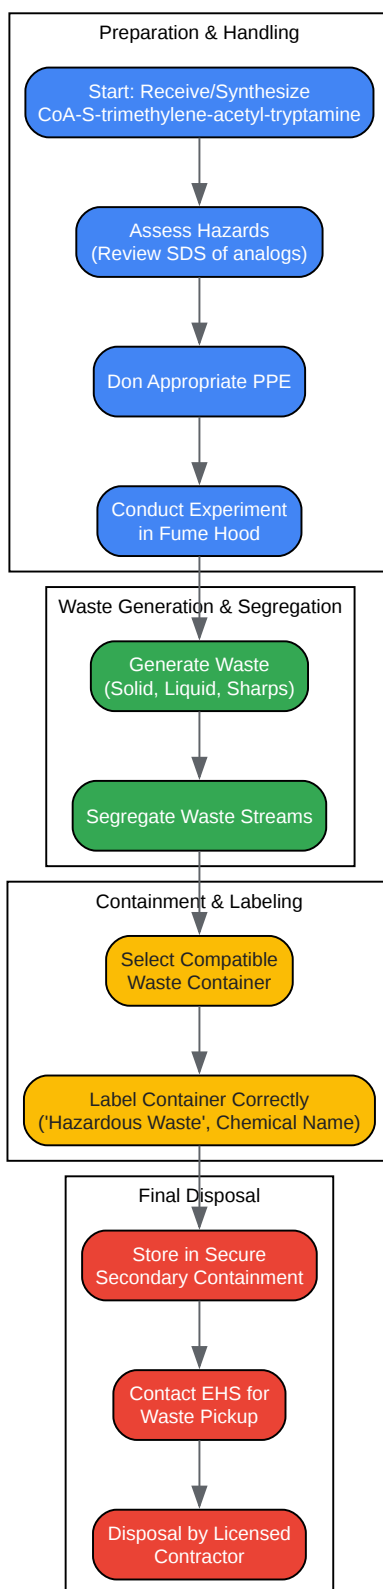 Preparation & Handling
Start: Receive/Synthesize
CoA-S-trimethylene-acetyl-tryptamine
Assess Hazards
(Review SDS of analogs)
Don Appropriate PPE
Conduct Experiment
in Fume Hood
Waste Generation & Segregation
Generate Waste
(Solid, Liquid, Sharps)
Segregate Waste Streams
Containment & Labeling
Select Compatible
Waste Container
Label Container Correctly
('Hazardous Waste', Chemical Name)
Final Disposal
Store in Secure
Secondary Containment
Contact EHS for
Waste Pickup
Disposal by Licensed
Contractor